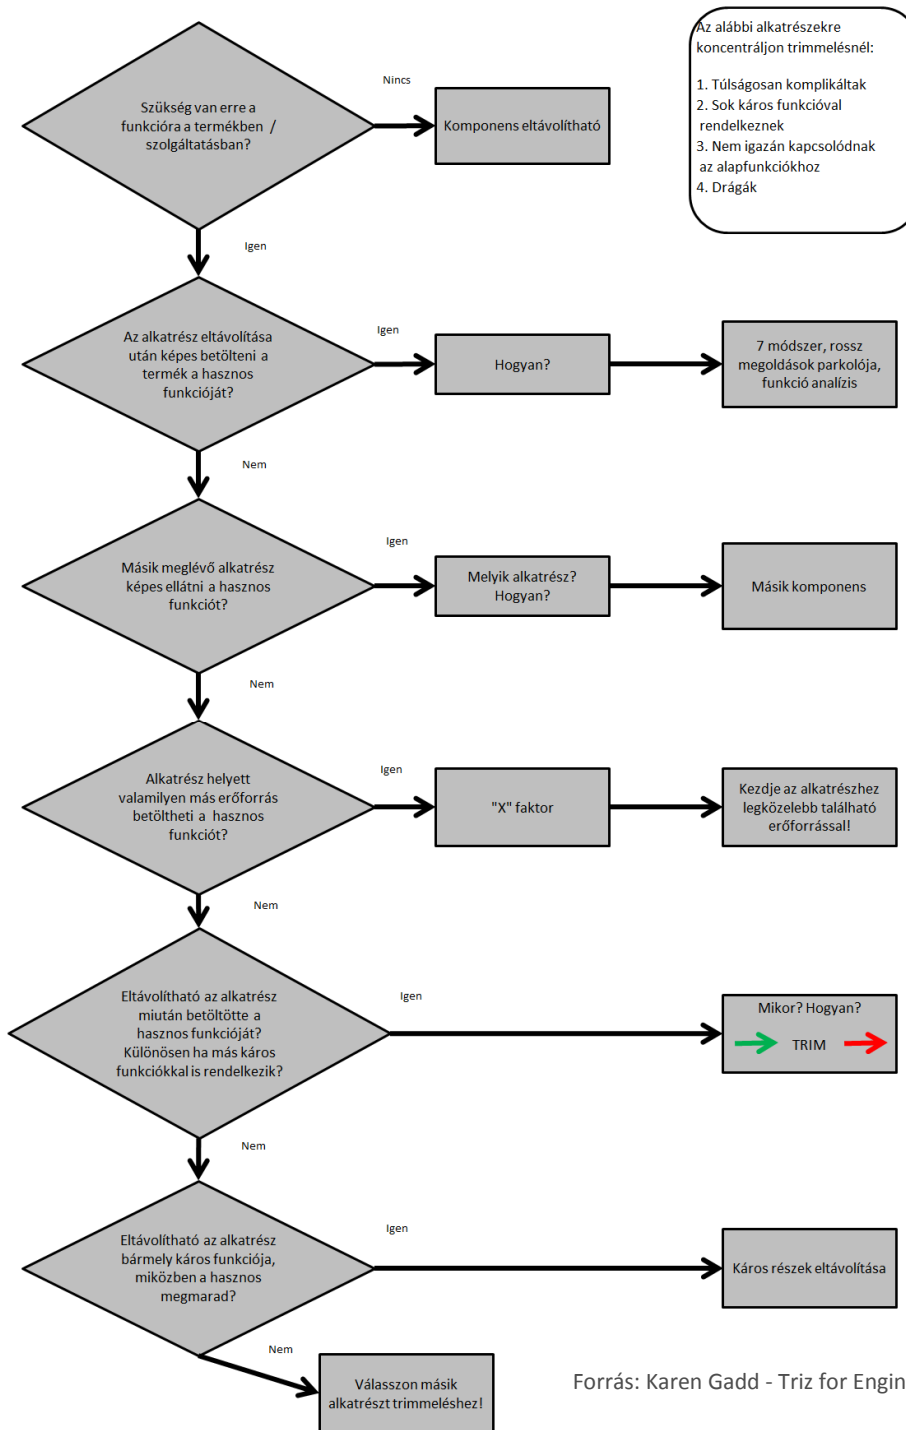 Az alábbi alkatrészekre
koncentráljon trimmelésnél:
1. Túlságosan komplikáltak
2. Sok káros funkcióval
rendelkeznek
3. Nem igazán kapcsolódnak
az alapfunkciókhoz
4. Drágák
Szükség van erre a
funkcióra a termékben /
szolgáltatásban?
Nincs
Komponens eltávolítható
Igen
Az alkatrész eltávolítása
után képes betölteni a
termék a hasznos
funkcióját?
Igen
Hogyan?
7 módszer, rossz
megoldások parkolója,
funkció analízis
Nem
Másik meglévő alkatrész
képes ellátni a hasznos
funkciót?
Igen
Melyik alkatrész?
Hogyan?
Másik komponens
Nem
Alkatrész helyett
valamilyen más erőforrás
betöltheti a hasznos
funkciót?
Igen
"X" faktor
Kezdje az alkatrészhez
legközelebb található
erőforrással!
Nem
Eltávolítható az alkatrész
miután betöltötte a
hasznos funkcióját?
Különösen ha más káros
funkciókkal is rendelkezik?
Igen
Mikor? Hogyan?
TRIM
Nem
Eltávolítható az alkatrész
bármely káros funkciója,
miközben a hasznos
megmarad?
Igen
Káros részek eltávolítása
Nem
Válasszon másik
alkatrészt trimmeléshez!
Forrás: Karen Gadd - Triz for Engin